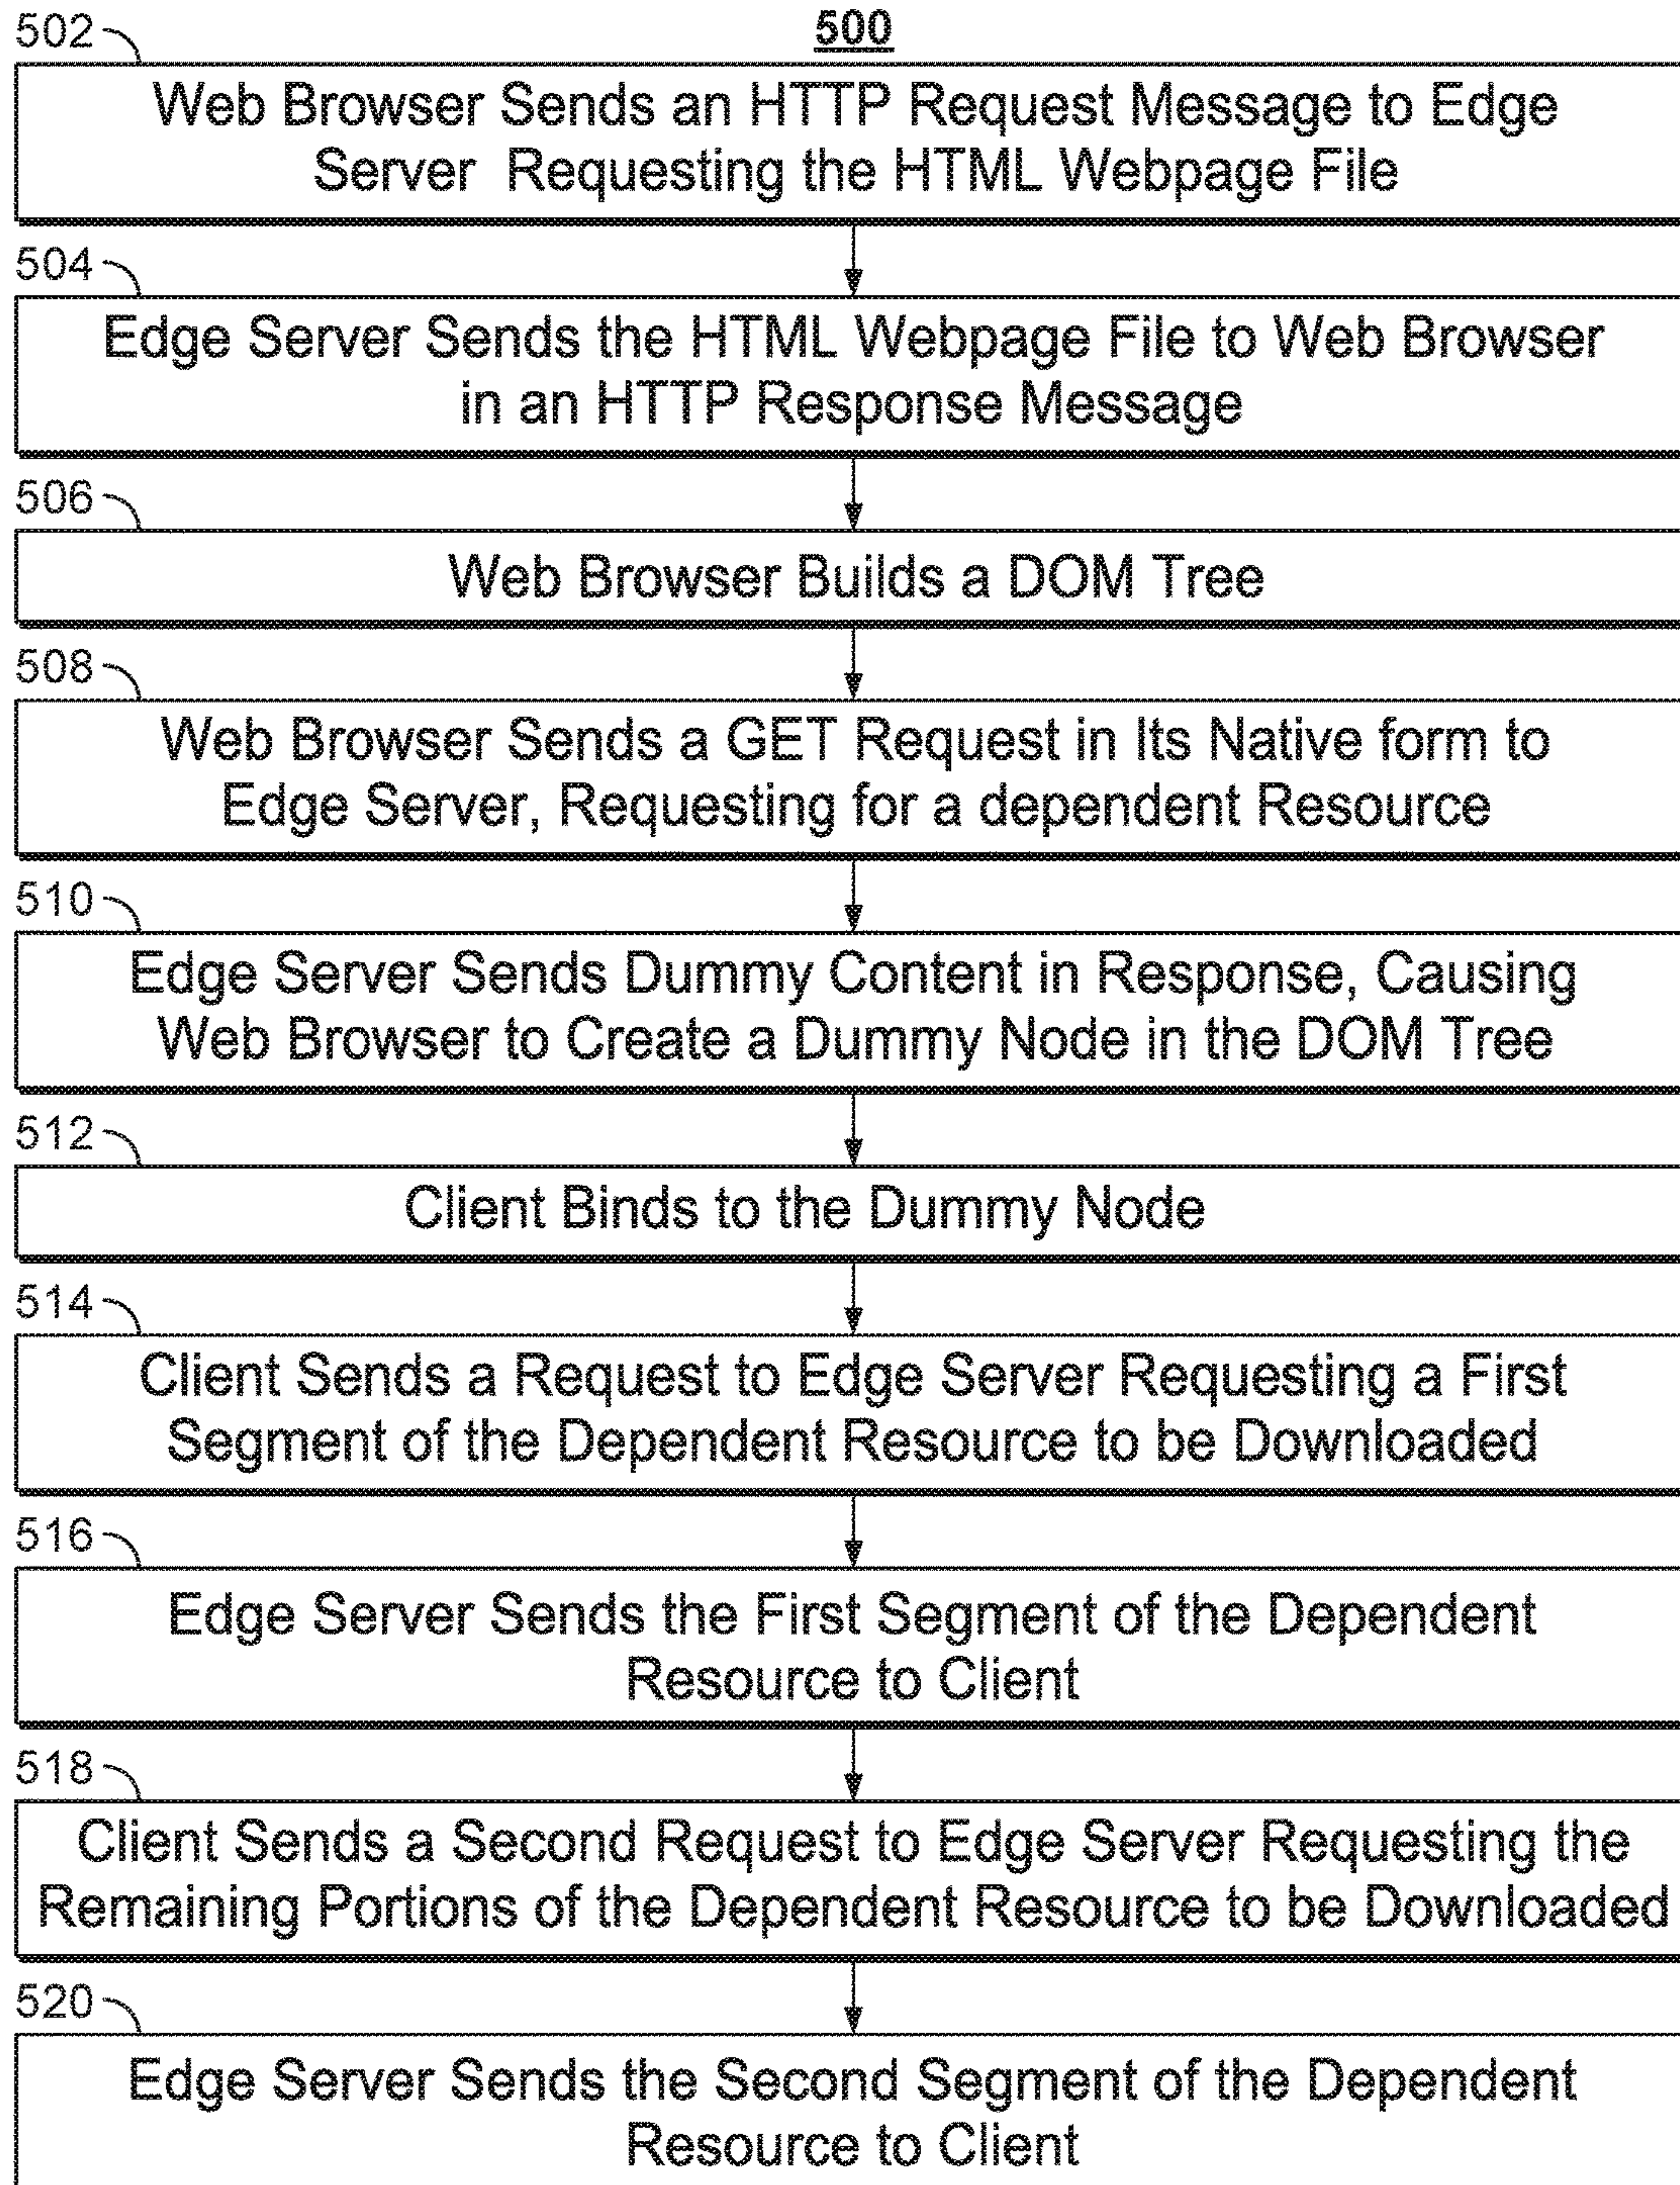 500
502
Web Browser Sends an HTTP Request Message to Edge
Server Requesting the HTML Webpage File
504
Edge Server Sends the HTML Webpage File to Web Browser
in an HTTP Response Message
506
Web Browser Builds a DOM Tree
508
Web Browser Sends a GET Request in Its Native form to
Edge Server, Requesting for a dependent Resource
510
Edge Server Sends Dummy Content in Response, Causing
Web Browser to Create a Dummy Node in the DOM Tree
512
Client Binds to the Dummy Node
514
Client Sends a Request to Edge Server Requesting a First
Segment of the Dependent Resource to be Downloaded
516
Edge Server Sends the First Segment of the Dependent
Resource to Client
518
Client Sends a Second Request to Edge Server Requesting the
Remaining Portions of the Dependent Resource to be Downloaded
520
Edge Server Sends the Second Segment of the Dependent
Resource to Client